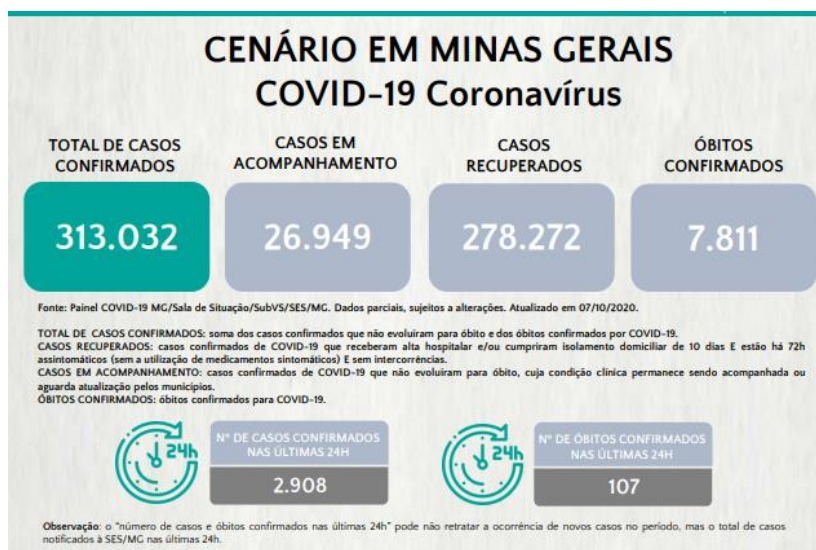 CENÁRIO EM MINAS GERAIS
COVID-19 Coronavírus
TOTAL DE CASOS
CONFIRMADOS
313.032
CASOS EM
ACOMPANHAMENTO
26.949
CASOS
RECUPERADOS
278.272
ÓBITOS
CONFIRMADOS
7.811
Fonte: Painel COVID-19 MG/Sala de Situação/SubVS/SES/MG. Dados parciais, sujeitos a alterações. Atualizado em 07/10/2020.
TOTAL DE CASOS CONFIRMADOS: soma dos casos confirmados que não evoluíram para óbito e dos óbitos confirmados por COVID-19.
CASOS RECUPERADOS: casos confirmados de COVID-19 que receberam alta hospitalar e/ou cumpriram isolamento domiciliar de 10 dias E estão há 72h
assintomáticos (sem a utilização de medicamentos sintomáticos) E sem intercorrências.
CASOS EM ACOMPANHAMENTO: casos confirmados de COVID-19 que não evoluíram para óbito, cuja condição clínica permanece sendo acompanhada ou
aguarda atualização pelos municípios.
ÓBITOS CONFIRMADOS: óbitos confirmados para COVID-19.
24h
Nº DE CASOS CONFIRMADOS
NAS ÚLTIMAS 24H
2.908
24h
Nº DE ÓBITOS CONFIRMADOS
NAS ÚLTIMAS 24H
107
Observação: o "número de casos e óbitos confirmados nas últimas 24h" pode não retratar a ocorrência de novos casos no período, mas o total de casos
notificados à SES/MG nas últimas 24h.